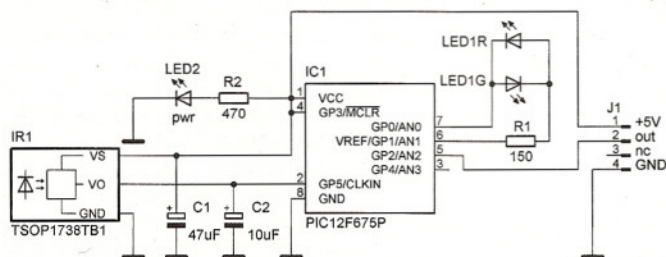 LED2
R2
470
pwr
IC1
1
VCC
4
GP3/MCLR
GP0/AN0
7
VREF/GP1/AN1
6
GP2/AN2
5
GP4/AN3
3
2
GP5/CLKIN
8
GND
PIC12F675P
LED1R
LED1G
R1
150
J1
1
+5V
2
out
3
nc
4
GND
IR1
VS
VO
GND
TSOP1738TB1
+
C1
47uF
+
C2
10uF